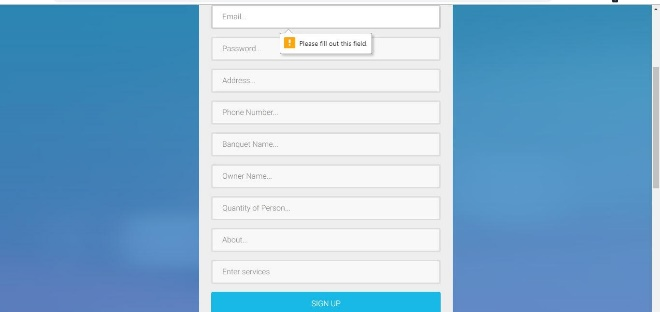 Email
Please fill out this field.
Password...
Address...
Phone Number...
Banquet Name...
Owner Name...
Quantity of Person...
About...
Enter services
SIGN UP